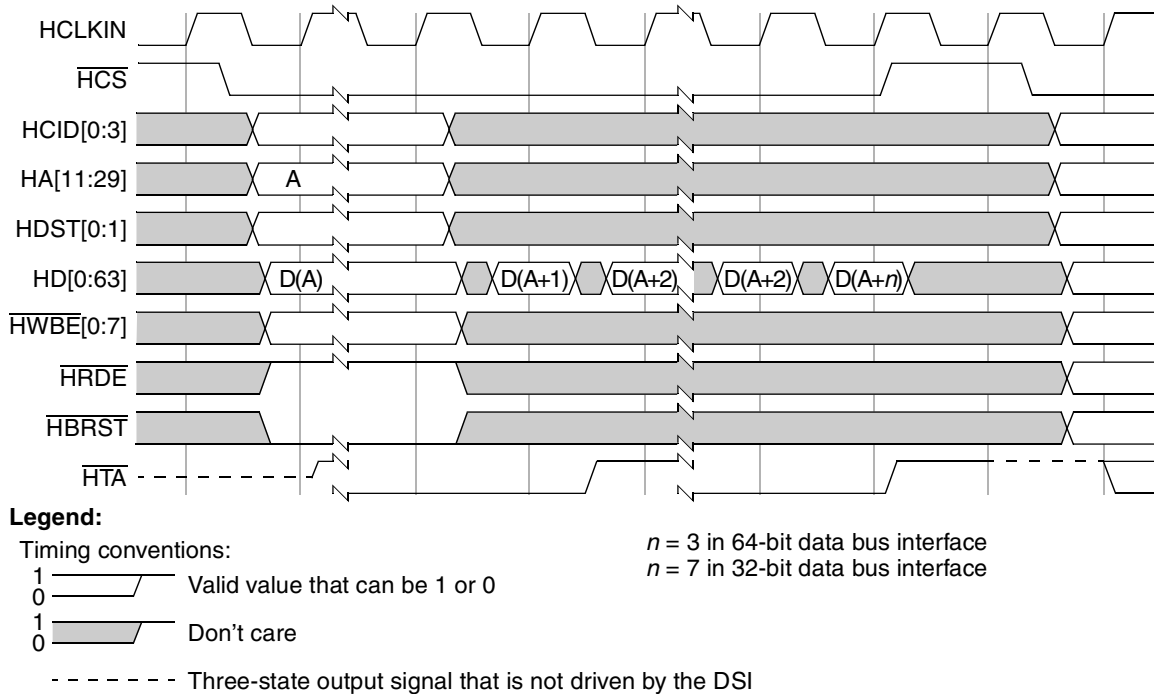 HCLKIN
HCS
HCID[0:3]
HA[11:29] A
HDST[0:1]
HD[0:63] D(A) D(A+1) D(A+2) D(A+2) D(A+n)
HWBE[0:7]
HRDE
HBRST
HTA
Legend:
Timing conventions:
1
0 Valid value that can be 1 or 0
1
0 Don't care
Three-state output signal that is not driven by the DSI
n = 3 in 64-bit data bus interface
n = 7 in 32-bit data bus interface